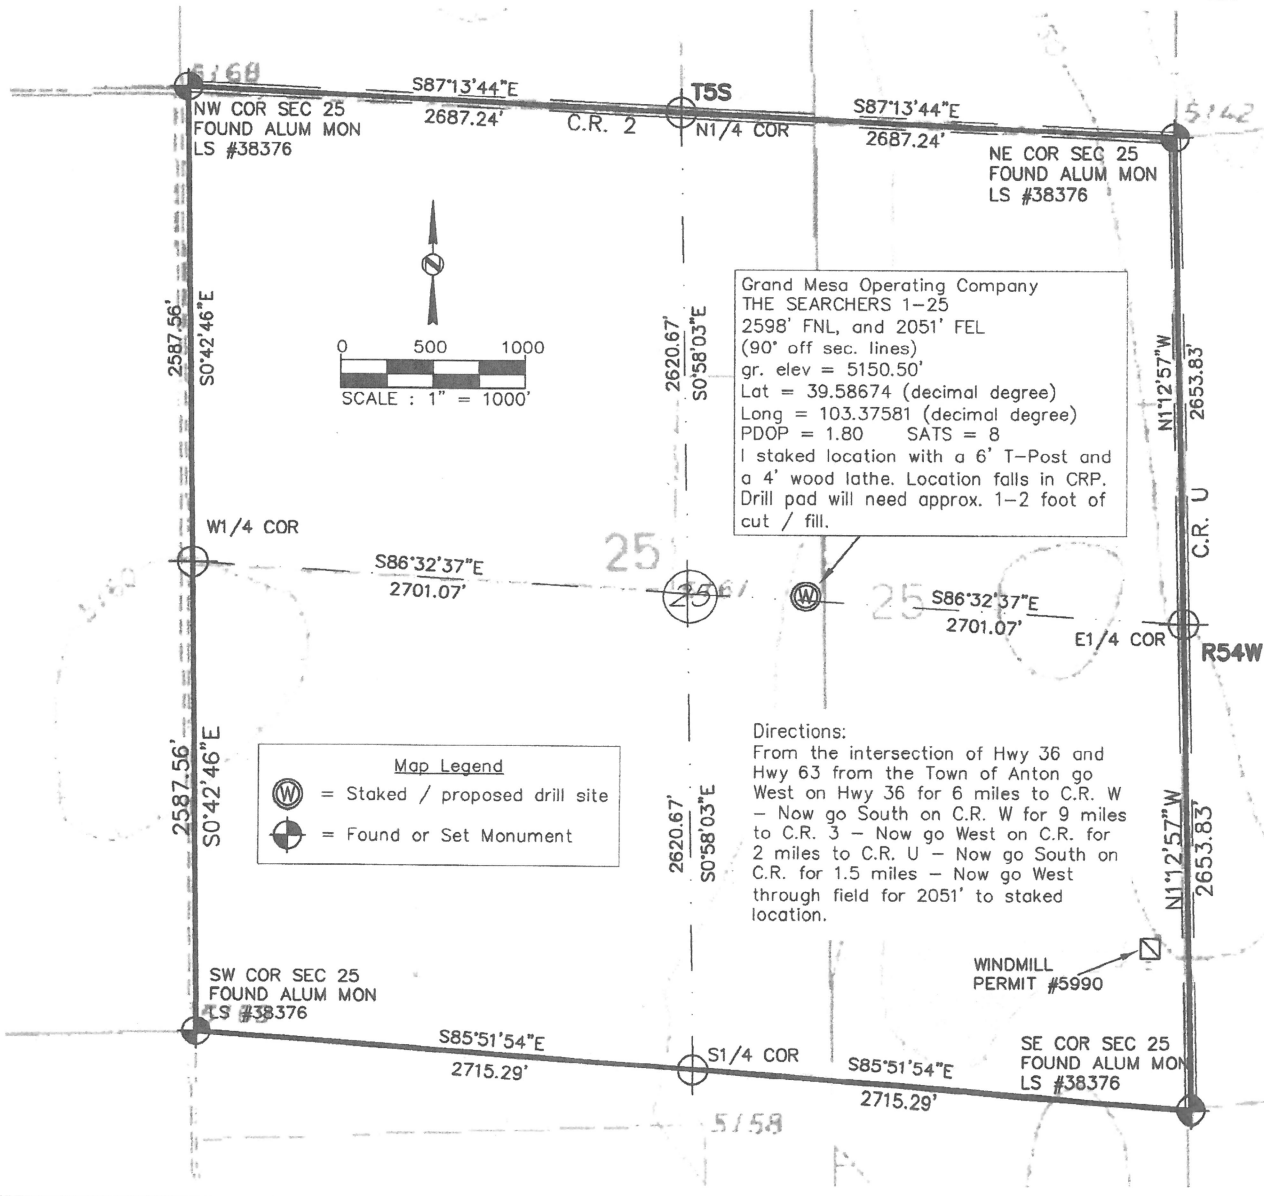 5168
S87°13'44"E
2687.24'
C.R. 2
T5S
N1/4 COR
S87°13'44"E
2687.24'
5142
NW COR SEC 25
FOUND ALUM MON
LS #38376
NE COR SEC 25
FOUND ALUM MON
LS #38376
N
0 500 1000
SCALE : 1" = 1000'
2587.56'
S0°42'46"E
2620.67'
S0°58'03"E
Grand Mesa Operating Company
THE SEARCHERS 1-25
2598' FNL, and 2051' FEL
(90° off sec. lines)
gr. elev = 5150.50'
Lat = 39.58674 (decimal degree)
Long = 103.37581 (decimal degree)
PDOP = 1.80 SATS = 8
I staked location with a 6' T-Post and
a 4' wood lathe. Location falls in CRP.
Drill pad will need approx. 1-2 foot of
cut / fill.
N1°12'57"W
2653.83'
C.R. U
W1/4 COR
S86°32'37"E
2701.07'
25
5160
25
W
25
S86°32'37"E
2701.07'
E1/4 COR
R54W
2587.56'
S0°42'46"E
Map Legend
W = Staked / proposed drill site
= Found or Set Monument
2620.67'
S0°58'03"E
Directions:
From the intersection of Hwy 36 and
Hwy 63 from the Town of Anton go
West on Hwy 36 for 6 miles to C.R. W
- Now go South on C.R. W for 9 miles
to C.R. 3 - Now go West on C.R. for
2 miles to C.R. U - Now go South on
C.R. for 1.5 miles - Now go West
through field for 2051' to staked
location.
N1°12'57"W
2653.83'
WINDMILL
PERMIT #5990
SW COR SEC 25
FOUND ALUM MON
LS #38376
S85°51'54"E
2715.29'
S1/4 COR
S85°51'54"E
2715.29'
SE COR SEC 25
FOUND ALUM MON
LS #38376
5158